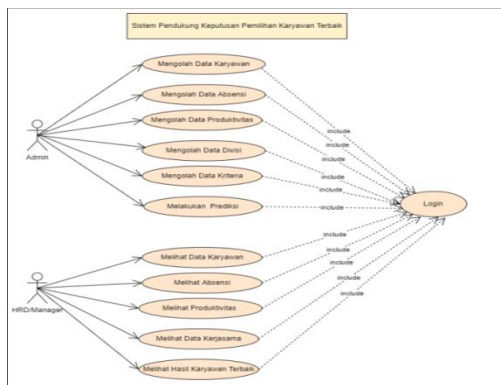 Sistem Pendukung Keputusan Pemilihan Karyawan Terbaik
Mengolah Data Karyawan
Mengolah Data Absensi
Mengolah Data Produktivitas
Mengolah Data Divisi
Mengolah Data Kriteria
Melakukan Prediksi
Admin
include
include
include
include
include
include
Login
include
include
include
include
include
Melihat Data Karyawan
Melihat Absensi
Melihat Produktivitas
Melihat Data Kerjasama
Melihat Hasil Karyawan Terbaik
HRD/Manager